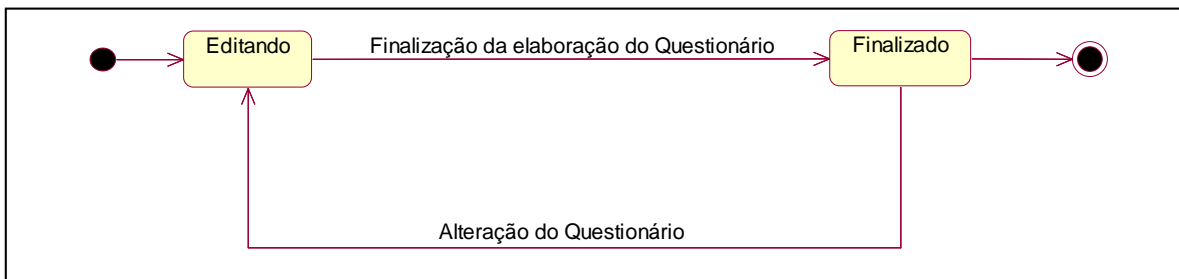 Editando
Finalização da elaboração do Questionário
Finalizado
Alteração do Questionário